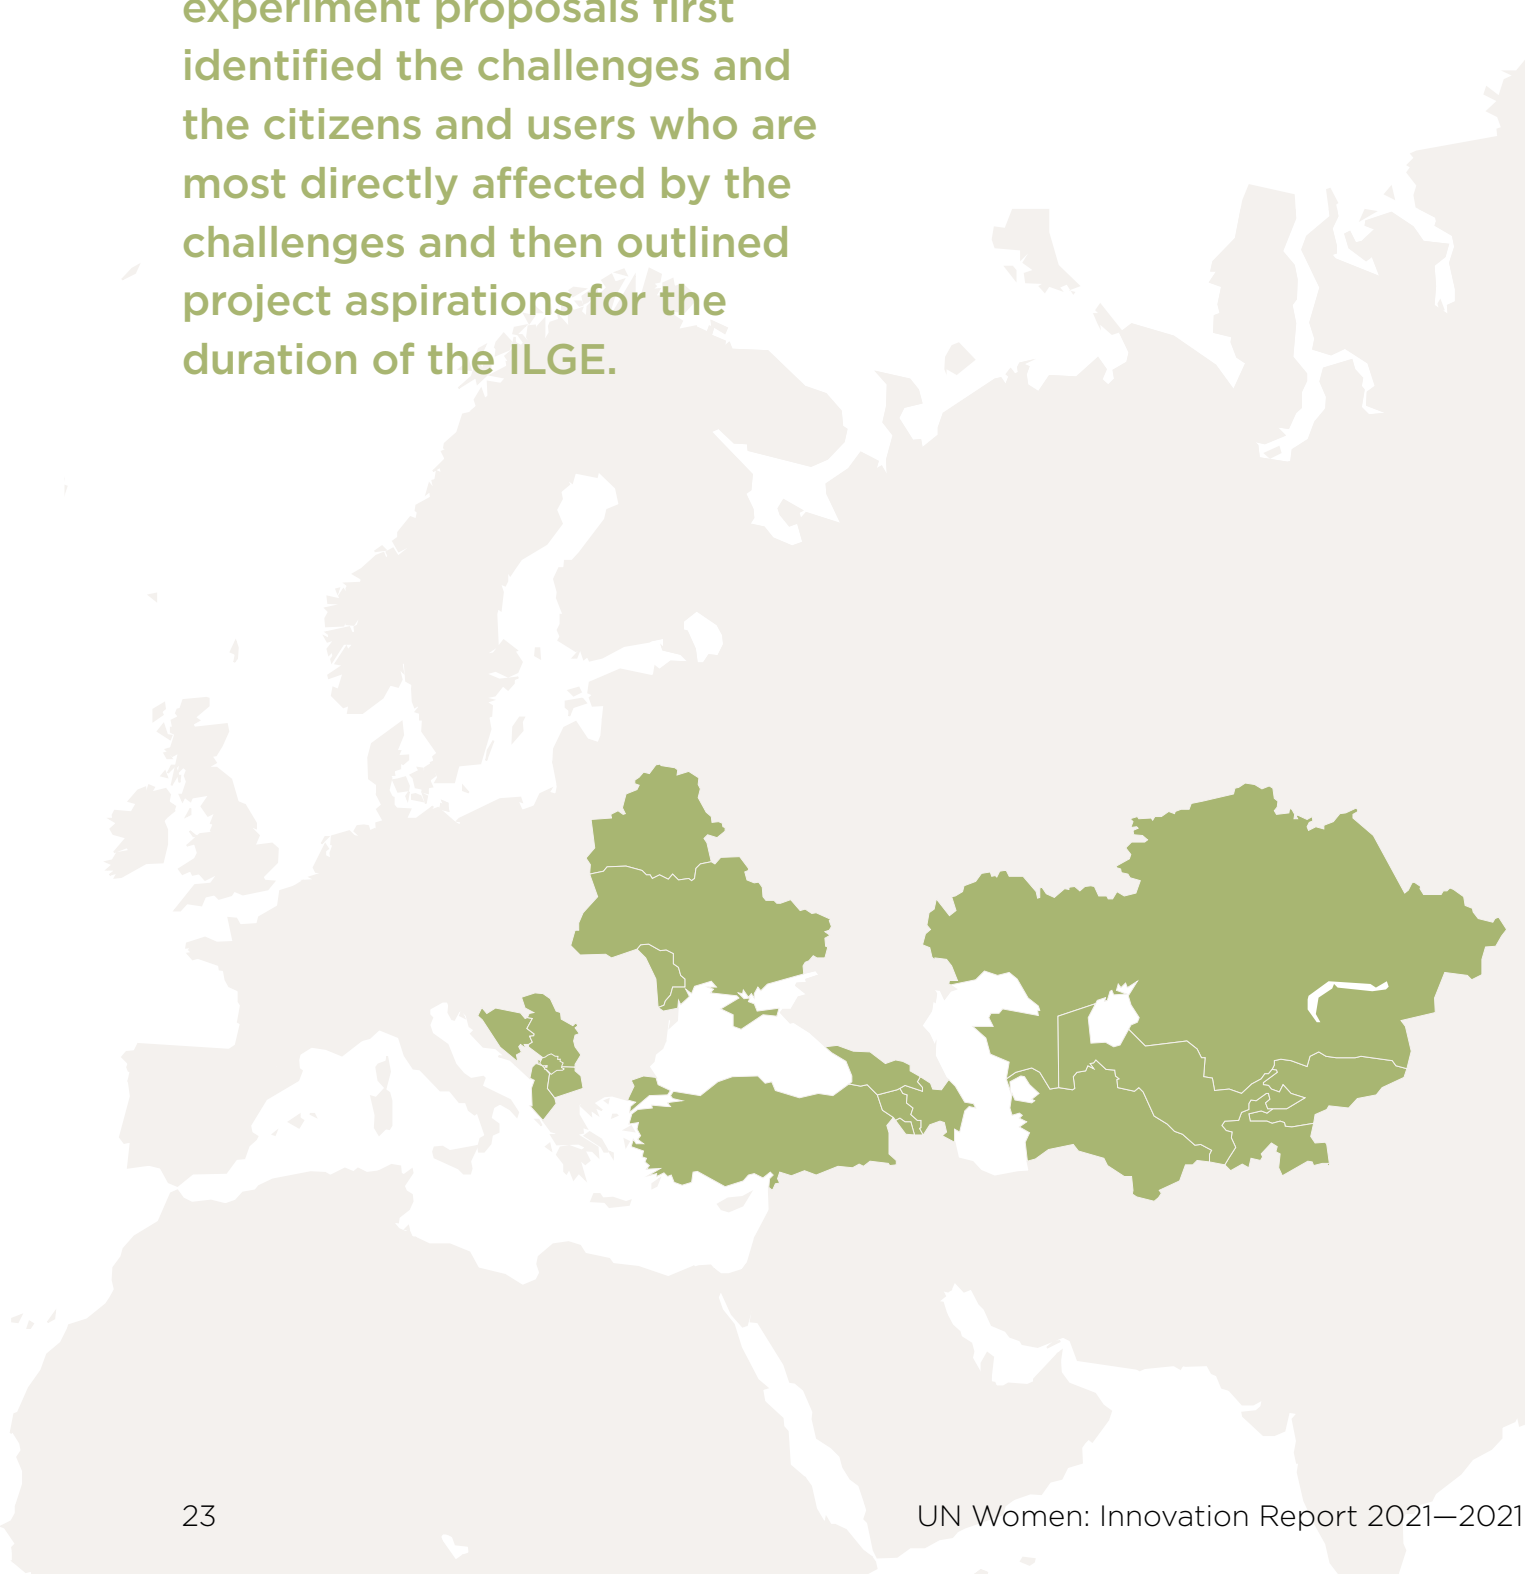 experiment proposals first
identified the challenges and
the citizens and users who are
most directly affected by the
challenges and then outlined
project aspirations for the
duration of the ILGE.
23
UN Women: Innovation Report 2021—2021